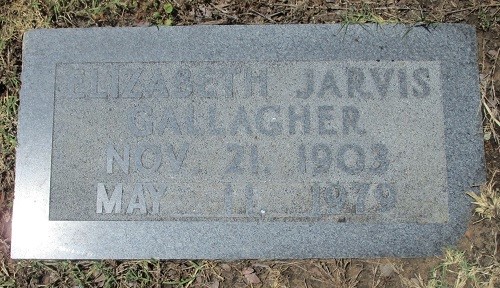 ELIZABETH JARVIS
GALLAGHER
NOV. 21, 1903
MAY 11, 1979